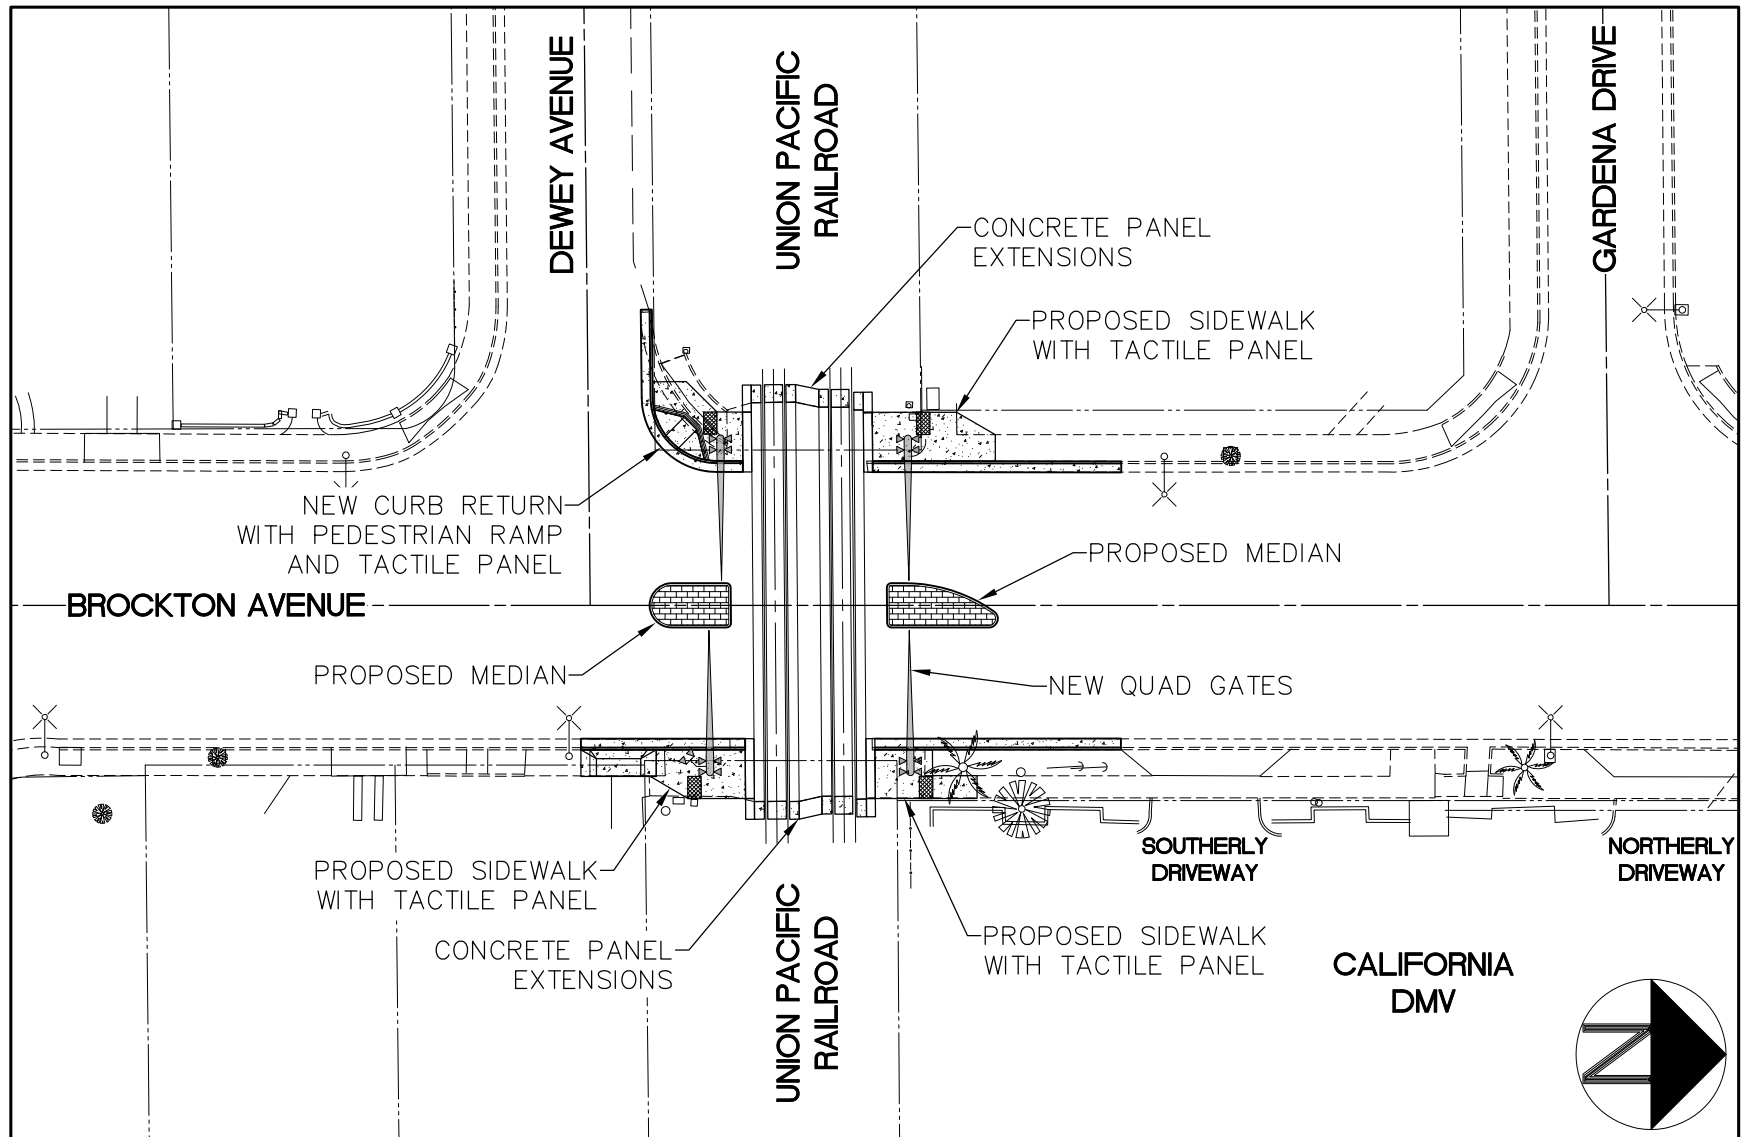 DEWEY AVENUE
UNION PACIFIC
RAILROAD
GARDENA DRIVE
CONCRETE PANEL
EXTENSIONS
PROPOSED SIDEWALK
WITH TACTILE PANEL
NEW CURB RETURN
WITH PEDESTRIAN RAMP
AND TACTILE PANEL
PROPOSED MEDIAN
BROCKTON AVENUE
PROPOSED MEDIAN
NEW QUAD GATES
SOUTHERLY
DRIVEWAY
NORTHERLY
DRIVEWAY
PROPOSED SIDEWALK
WITH TACTILE PANEL
CONCRETE PANEL
EXTENSIONS
UNION PACIFIC
RAILROAD
PROPOSED SIDEWALK
WITH TACTILE PANEL
CALIFORNIA
DMV
N